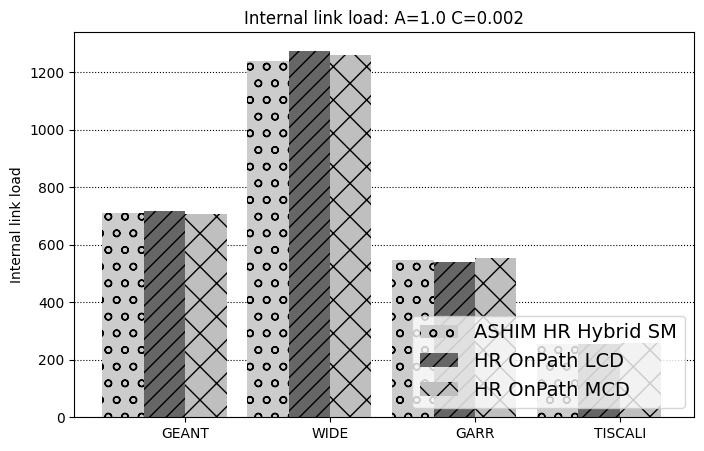 Internal link load: A=1.0 C=0.002
Internal link load
1200
1000
800
600
400
200
0
GEANT WIDE GARR TISCALI
ASHIM HR Hybrid SM
HR OnPath LCD
HR OnPath MCD